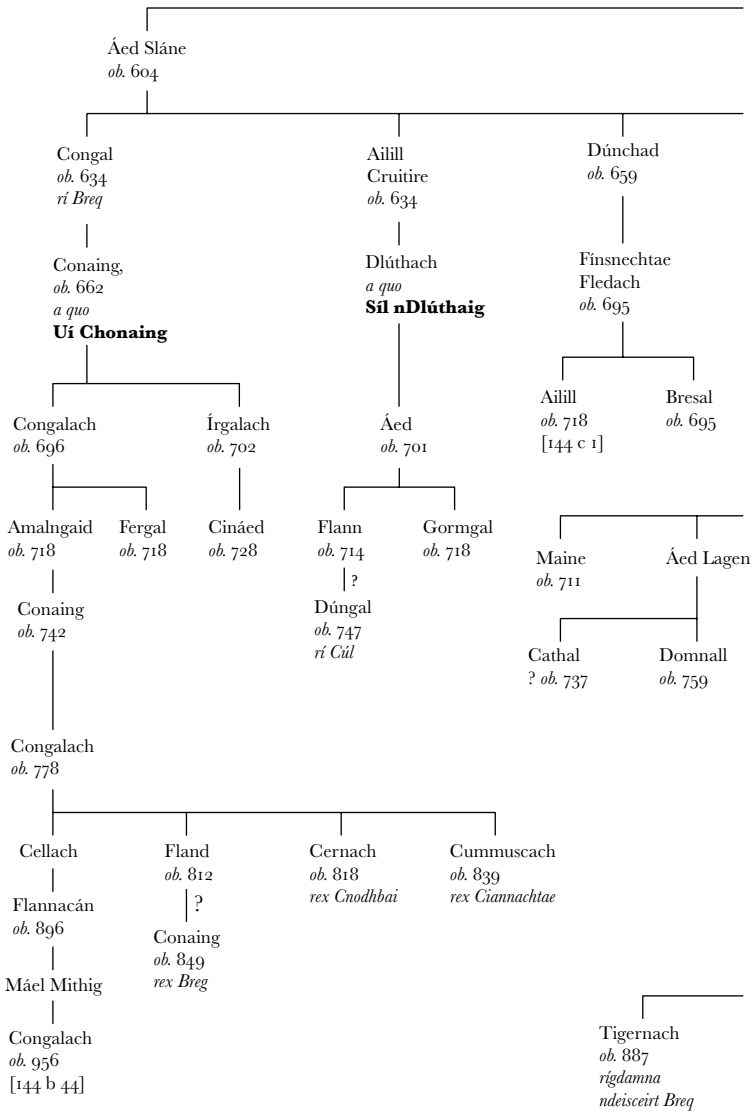 Áed Sláne
ob. 604
Congal
ob. 634
rí Breq
Ailill
Cruitire
ob. 634
Dúnchad
ob. 659
Conaing,
ob. 662
a quo
Uí Chonaing
Dlúthach
a quo
Síl nDlúthaig
Fínsnechtae
Fledach
ob. 695
Ailill
ob. 718
[144 c 1]
Bresal
ob. 695
Congalach
ob. 696
Írgalach
ob. 702
Áed
ob. 701
Amalngaid
ob. 718
Fergal
ob. 718
Cináed
ob. 728
Flann
ob. 714
Gormgal
ob. 718
Maine
ob. 711
Áed Lagen
Conaing
ob. 742
?
Dúngal
ob. 747
rí Cúl
Cathal
? ob. 737
Domnall
ob. 759
Congalach
ob. 778
Cellach
Fland
ob. 812
Cernach
ob. 818
rex Cnodhbai
Cummuscach
ob. 839
rex Ciannachtae
Flannacán
ob. 896
?
Conaing
ob. 849
rex Breg
Máel Mithig
Congalach
ob. 956
[144 b 44]
Tigernach
ob. 887
rígdamna
ndeisceirt Breq